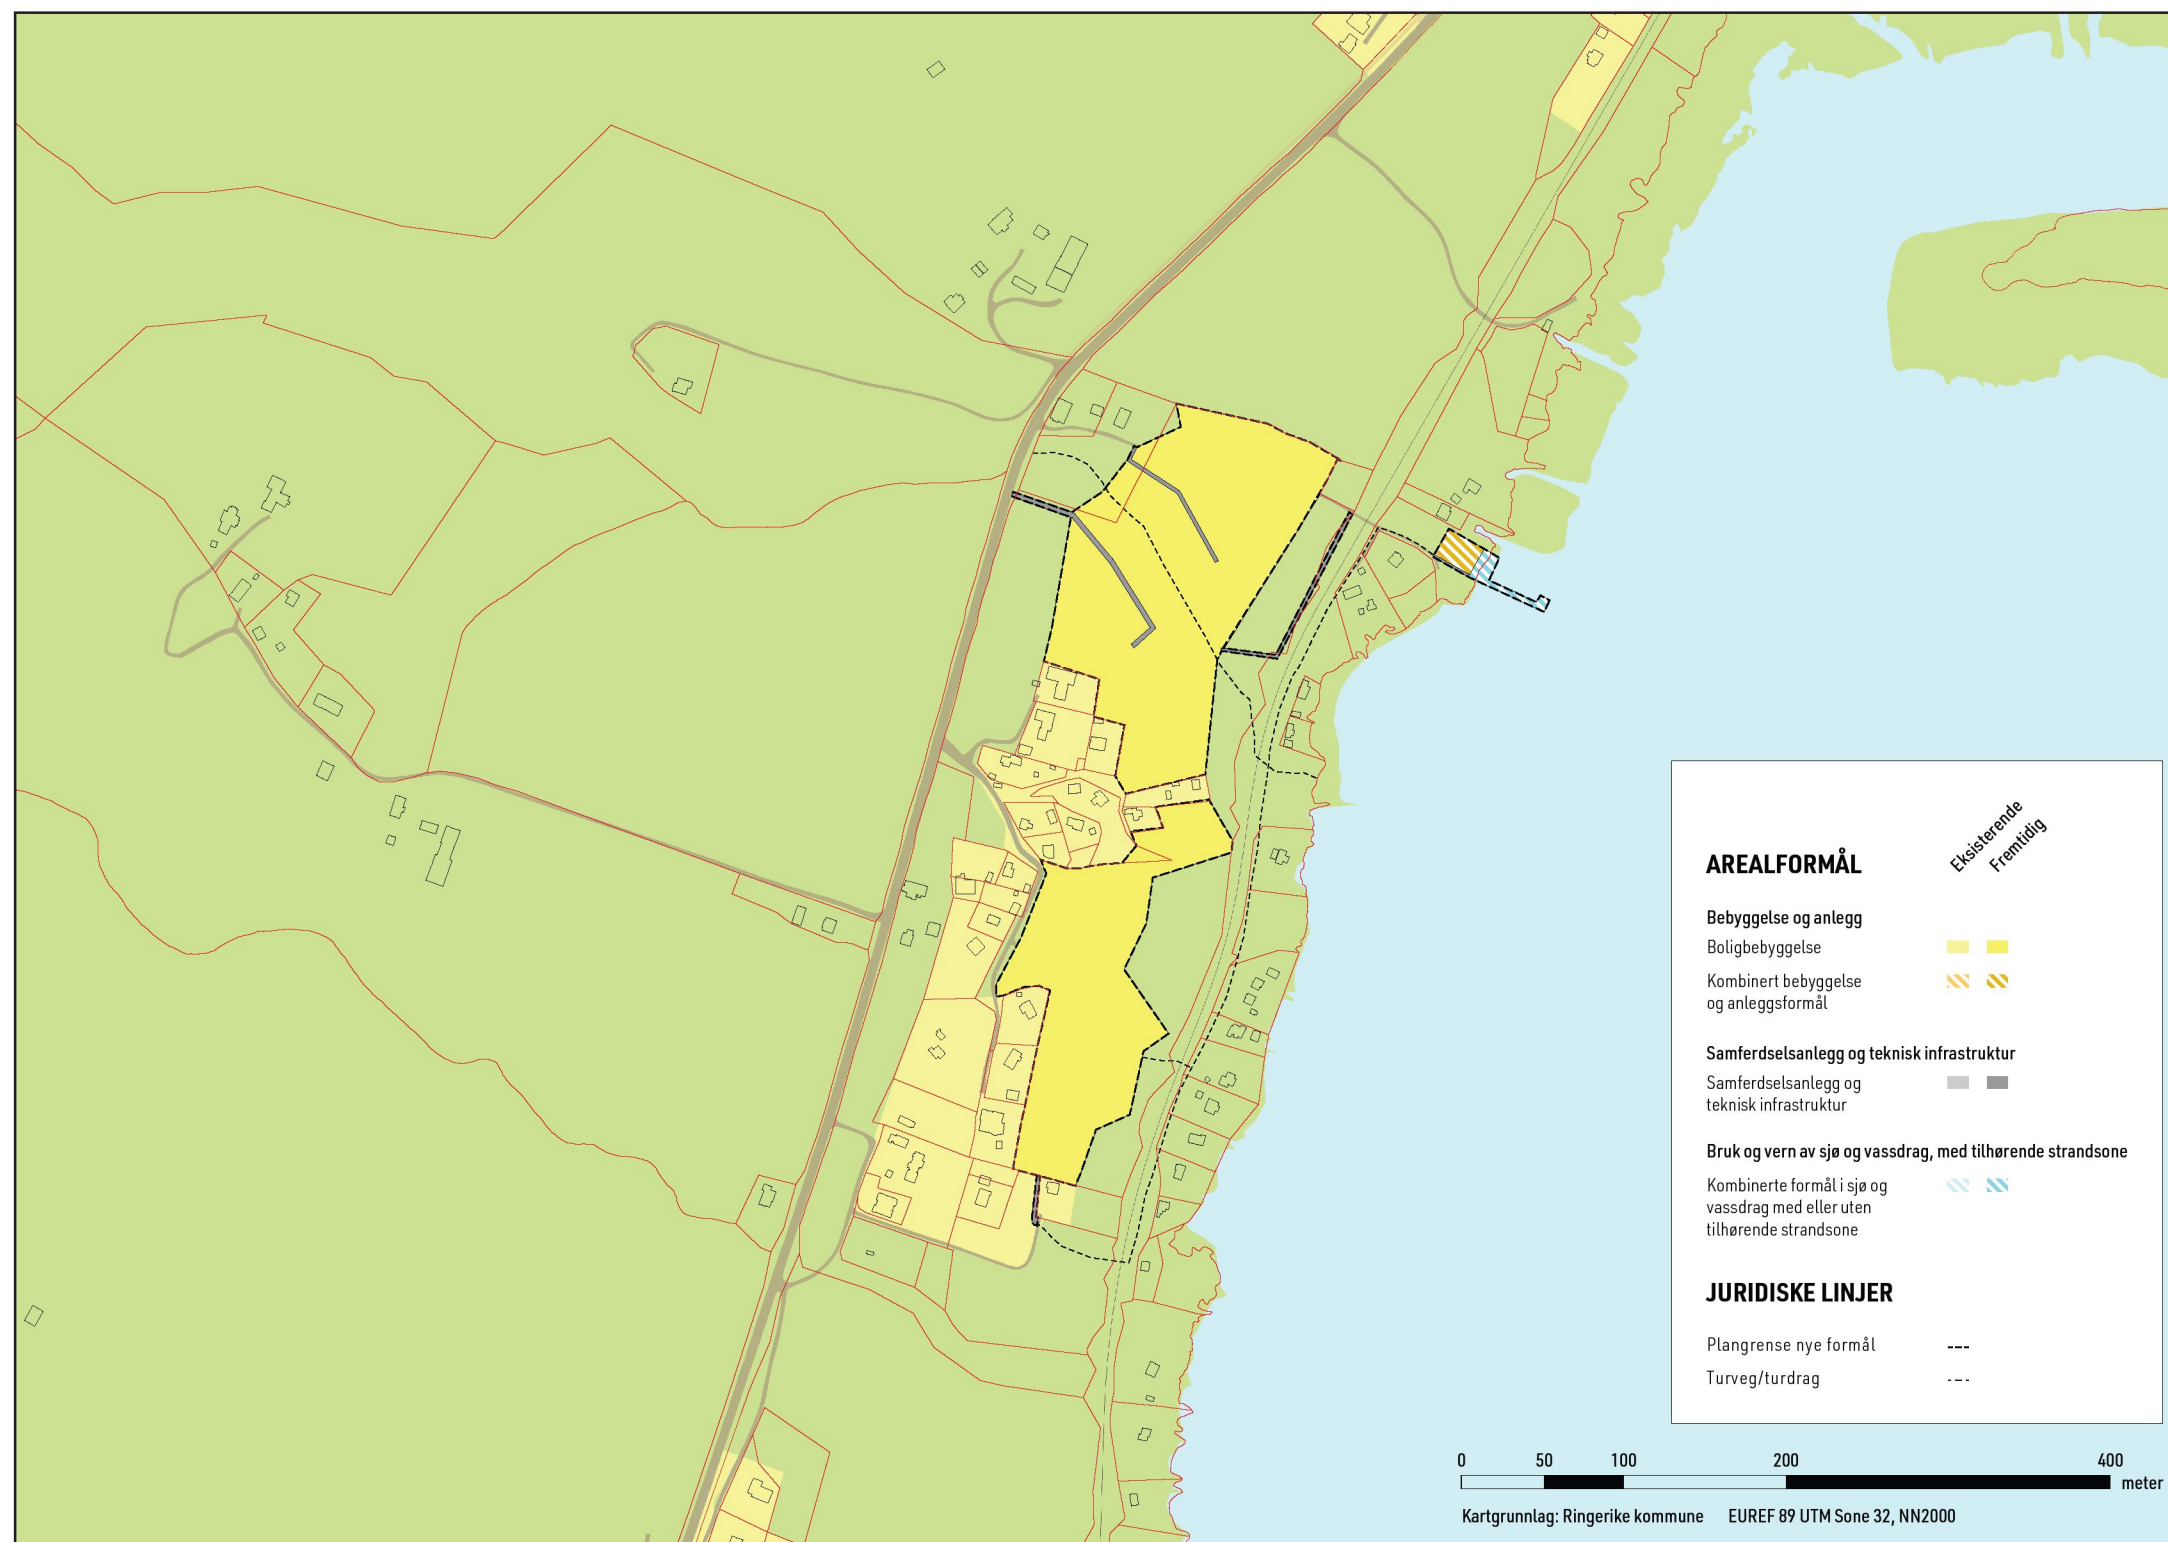 Eksisterende
Fremtidig
AREALFORMÅL
Bebyggelse og anlegg
Boligbebyggelse
Kombinert bebyggelse
og anleggsformål
Samferdselsanlegg og teknisk infrastruktur
Samferdselsanlegg og
teknisk infrastruktur
Bruk og vern av sjø og vassdrag, med tilhørende strandsone
Kombinerte formål i sjø og
vassdrag med eller uten
tilhørende strandsone
JURIDISKE LINJER
Plangrense nye formål
Turveg/turdrag
0 50 100 200 400
meter
Kartgrunnlag: Ringerike kommune EUREF 89 UTM Sone 32, NN2000